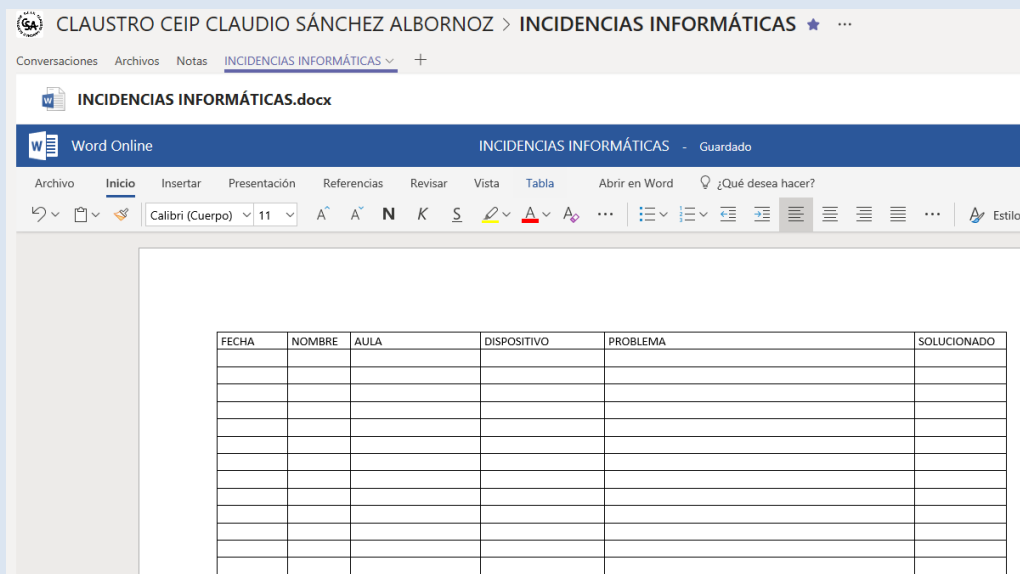 CLAUSTRO CEIP CLAUDIO SÁNCHEZ ALBORNOZ > INCIDENCIAS INFORMÁTICAS ★ ···
Conversaciones Archivos Notas INCIDENCIAS INFORMÁTICAS +
INCIDENCIAS INFORMÁTICAS.docx
Word Online INCIDENCIAS INFORMÁTICAS - Guardado
Archivo Inicio Insertar Presentación Referencias Revisar Vista Tabla Abrir en Word ¿Qué desea hacer?
Calibri (Cuerpo) 11 A A N K S A A ··· ··· Estilo
FECHA NOMBRE AULA DISPOSITIVO PROBLEMA SOLUCIONADO